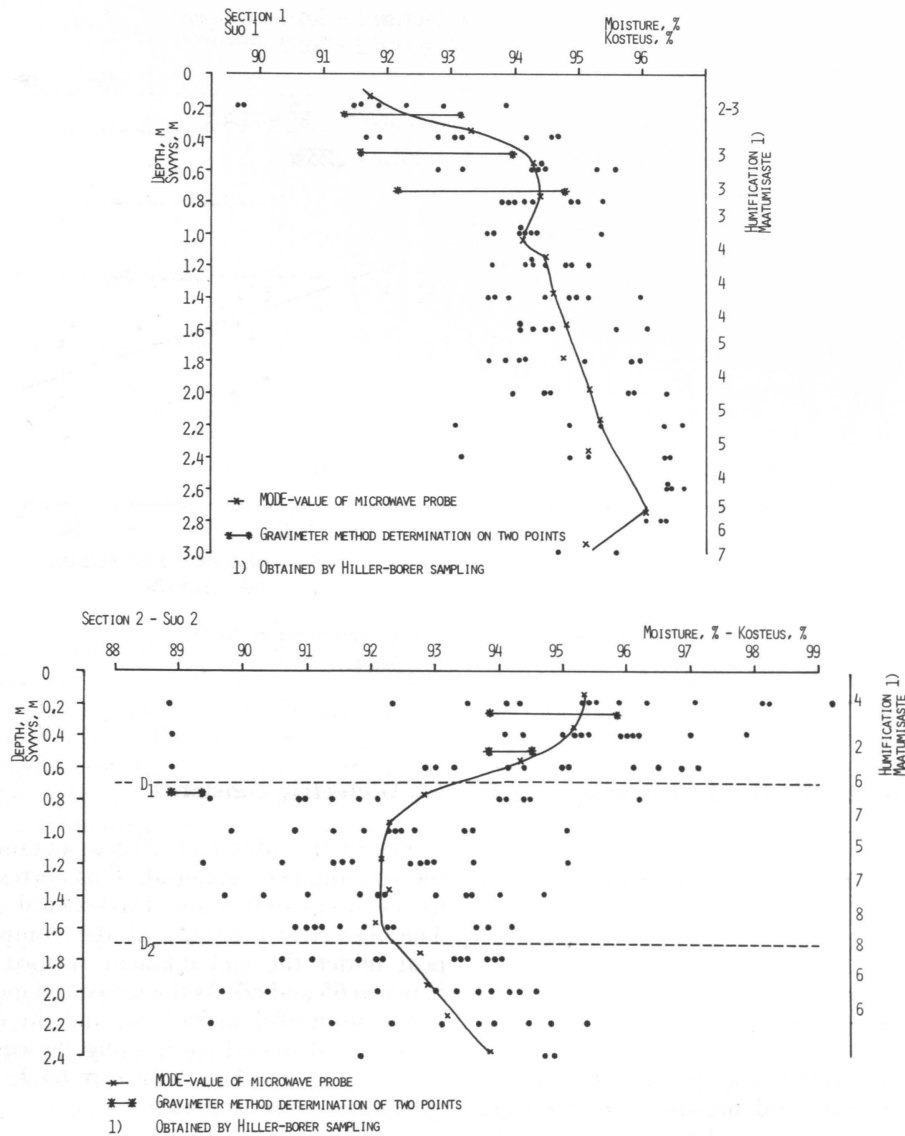 SECTION 1
SUO 1
MOISTURE, %
KOSTEUS, %
90 91 92 93 94 95 96
DEPTH, M
SYVYYS, M
0
0,2
0,4
0,6
0,8
1,0
1,2
1,4
1,6
1,8
2,0
2,2
2,4
2,6
2,8
3,0
HUMIFICATION 1)
MAATUMISASTE
2-3
3
3
3
4
4
4
5
4
5
5
4
5
6
7
MODE-VALUE OF MICROWAVE PROBE
GRAVIMETER METHOD DETERMINATION ON TWO POINTS
1) OBTAINED BY HILLER-BORER SAMPLING
SECTION 2 - SUO 2
MOISTURE, % - KOSTEUS, %
88 89 90 91 92 93 94 95 96 97 98 99
DEPTH, M
SYVYYS, M
0
0,2
0,4
0,6
0,8
1,0
1,2
1,4
1,6
1,8
2,0
2,2
2,4
D1
D2
HUMIFICATION 1)
MAATUMISASTE
4
2
6
7
5
7
8
8
6
6
MODE-VALUE OF MICROWAVE PROBE
GRAVIMETER METHOD DETERMINATION OF TWO POINTS
1) OBTAINED BY HILLER-BORER SAMPLING